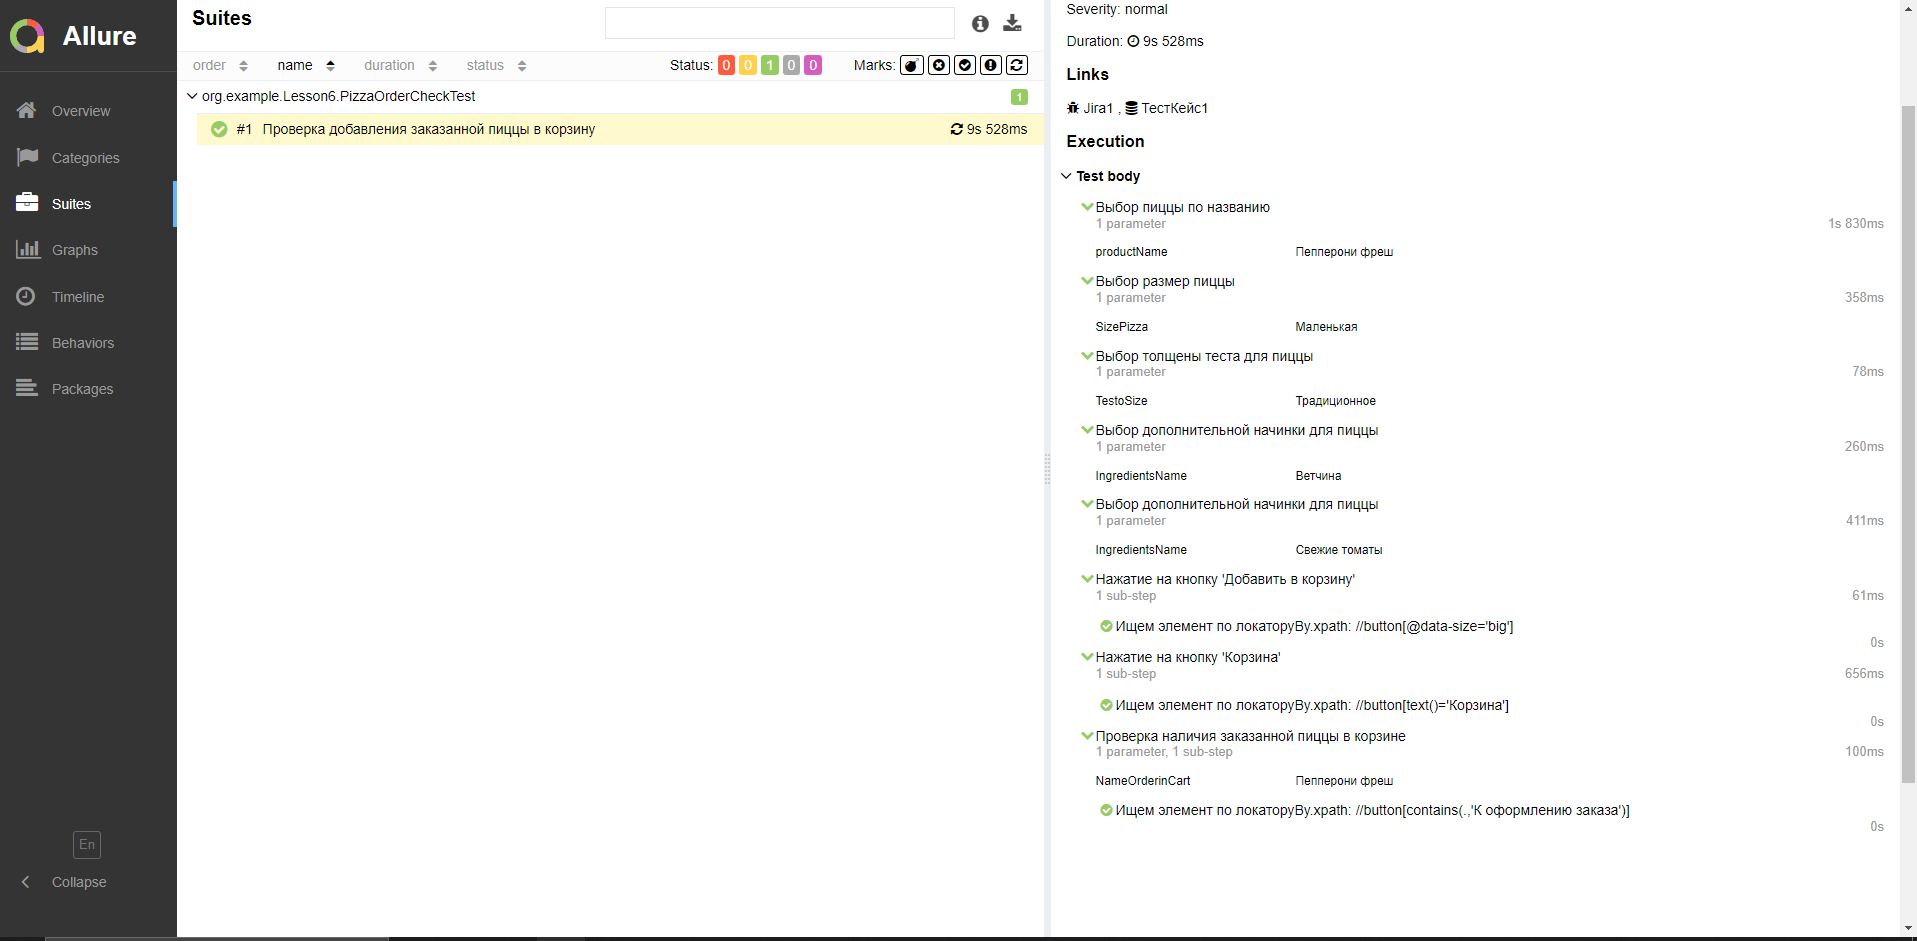 Allure
Overview
Categories
Suites
Graphs
Timeline
Behaviors
Packages
En
Collapse
Suites
order name duration status Status: 0 0 1 0 0 Marks:
org.example.Lesson6.PizzaOrderCheckTest 1
#1 Проверка добавления заказанной пиццы в корзину 9s 528ms
Severity: normal
Duration: 9s 528ms
Links
Jira1 , ТестКейс1
Execution
Test body
Выбор пиццы по названию
1 parameter 1s 830ms
productName Пепперони фреш
Выбор размер пиццы
1 parameter 358ms
SizePizza Маленькая
Выбор толщены теста для пиццы
1 parameter 78ms
TestoSize Традиционное
Выбор дополнительной начинки для пиццы
1 parameter 260ms
IngredientsName Ветчина
Выбор дополнительной начинки для пиццы
1 parameter 411ms
IngredientsName Свежие томаты
Нажатие на кнопку 'Добавить в корзину'
1 sub-step 61ms
Ищем элемент по локаторуBy.xpath: //button[@data-size='big']
0s
Нажатие на кнопку 'Корзина'
1 sub-step 656ms
Ищем элемент по локаторуBy.xpath: //button[text()='Корзина']
0s
Проверка наличия заказанной пиццы в корзине
1 parameter, 1 sub-step 100ms
NameOrderinCart Пепперони фреш
Ищем элемент по локаторуBy.xpath: //button[contains(.,'К оформлению заказа')]
0s